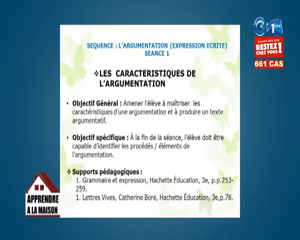 SEQUENCE : L'ARGUMENTATION (EXPRESSION ECRITE)
SEANCE 1
LES CARACTERISTIQUES DE
L'ARGUMENTATION
Objectif Général : Amener l'élève à maîtriser les
caractéristiques d'une argumentation et à produire un texte
argumentatif.
Objectif spécifique : À la fin de la séance, l'élève doit être
capable d'identifier les procédés / éléments de
l'argumentation.
Supports pédagogiques :
1. Grammaire et expression, Hachette Éducation, 3e, p.p.253-
259.
1. Lettres Vives, Catherine Boré, Hachette Éducation, 3e,p.78.
RESTEZ
CHEZ VOUS !
661 CAS
APPRENDRE
A LA MAISON